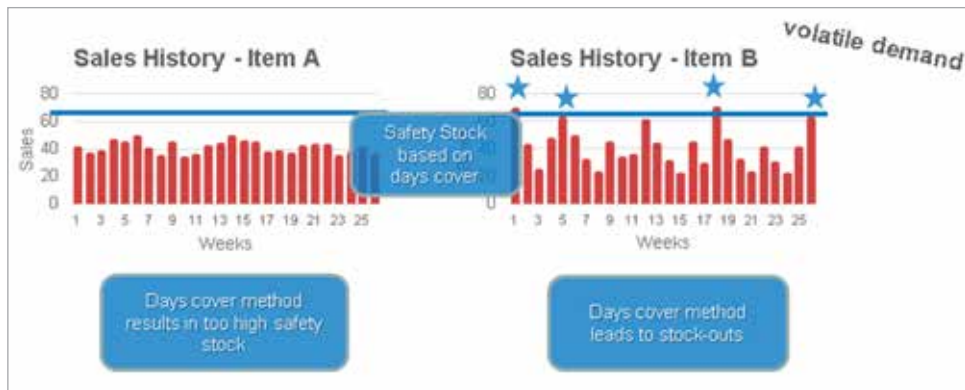 volatile demand
Sales History - Item A
Sales History - Item B
80
60
40
20
0
Sales
1 3 5 7 9 11 13 15 17 19 21 23 25
Weeks
Safety Stock
based on
days cover
80
60
0
1 3 5 7 9 11 13 15 17 19 21 23 25
Weeks
Days cover method
results in too high safety
stock
Days cover method
leads to stock-outs